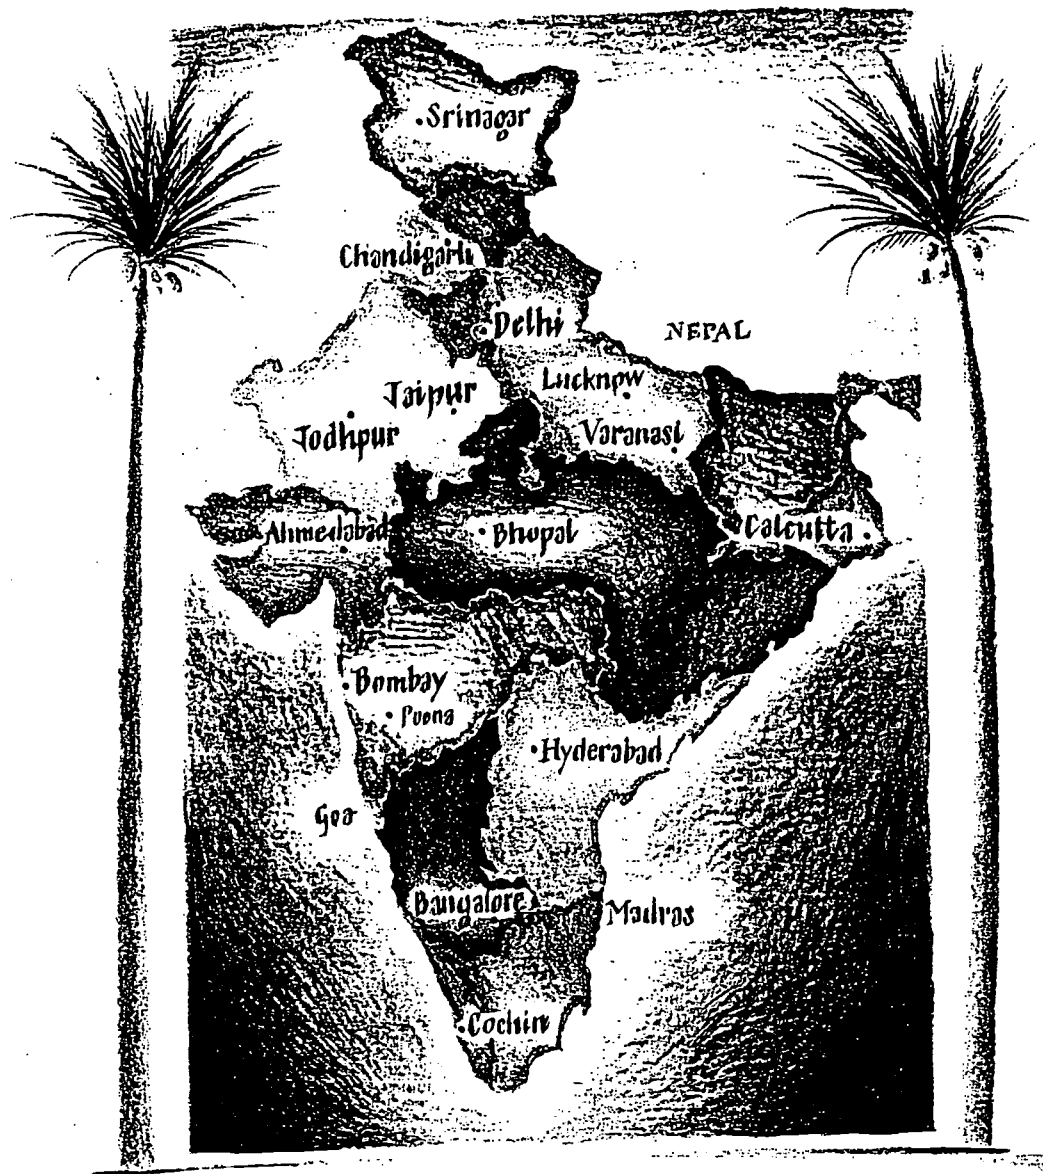 Srinagar
Chandigarh
Delhi
NEPAL
Lucknow
Jaipur
Jodhpur
Varanasi
Ahmedabad
Bhopal
Calcutta
Bombay
Poona
Hyderabad
Goa
Bangalore
Madras
Cochin